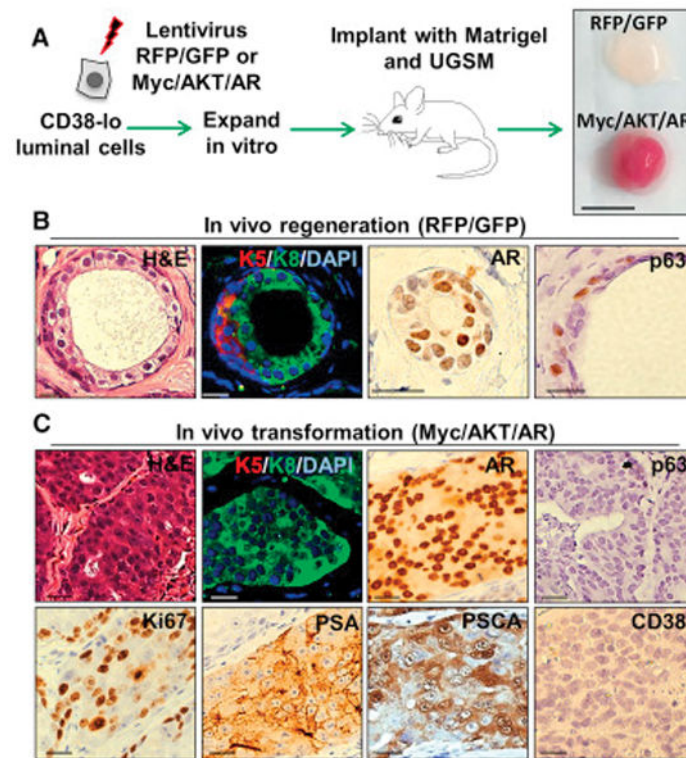 A
Lentivirus
RFP/GFP or
Myc/AKT/AR
CD38-lo
luminal cells
Expand
in vitro
Implant with Matrigel
and UGSM
RFP/GFP
Myc/AKT/AR
B
In vivo regeneration (RFP/GFP)
H&E
K5/K8/DAPI
AR
p63
C
In vivo transformation (Myc/AKT/AR)
H&E
K5/K8/DAPI
AR
p63
Ki67
PSA
PSCA
CD38